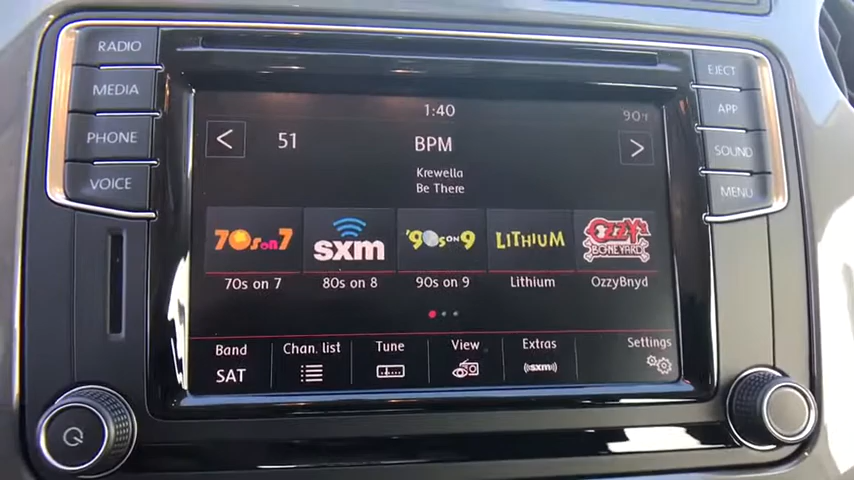 RADIO
MEDIA
PHONE
VOICE
EJECT
APP
SOUND
MENU
1:40
90°F
51
BPM
Krewella
Be There
70s on 7
sxm
'90s on 9
LITHIUM
OZZY'S BONEYARD
70s on 7
80s on 8
90s on 9
Lithium
OzzyBnyd
Band
Chan. list
Tune
View
Extras
Settings
SAT
sxm